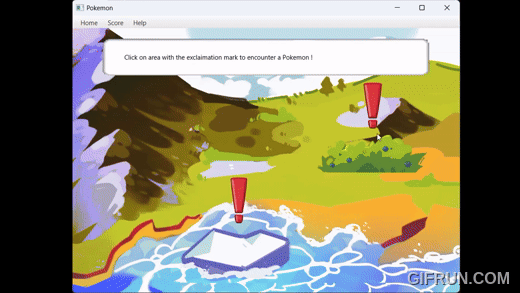 Pokemon
Home Score Help
Click on area with the exclaimation mark to encounter a Pokemon !
GIFRUN.COM